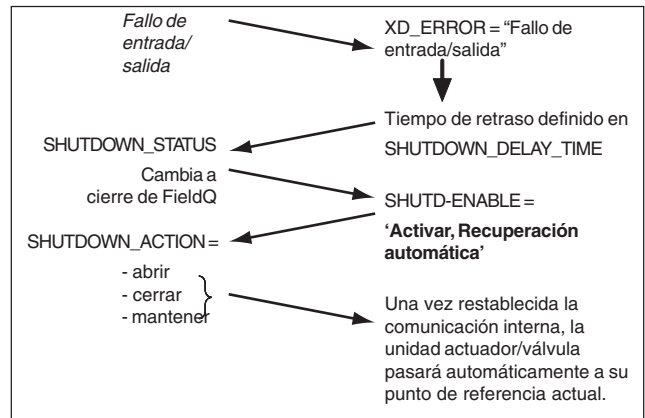 Fallo de
entrada/
salida
XD_ERROR = “Fallo de
entrada/salida”
Tiempo de retraso definido en
SHUTDOWN_DELAY_TIME
SHUTDOWN_STATUS
Cambia a
cierre de FieldQ
SHUTD-ENABLE =
‘Activar, Recuperación
automática’
SHUTDOWN_ACTION =
- abrir
- cerrar
- mantener
Una vez restablecida la
comunicación interna, la
unidad actuador/válvula
pasará automáticamente a su
punto de referencia actual.